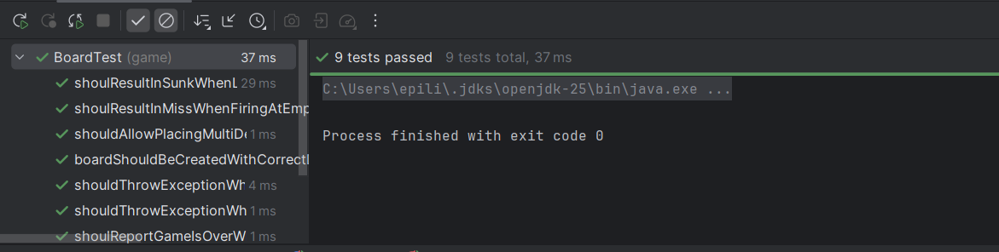 BoardTest (game) 37 ms
shoulResultInSunkWhenL 29 ms
shoulResultInMissWhenFiringAtEmp
shouldAllowPlacingMultiDe 1 ms
boardShouldBeCreatedWithCorrect
shouldThrowExceptionWh 4 ms
shouldThrowExceptionWh 1 ms
shoulReportGameIsOverW 1 ms
9 tests passed 9 tests total, 37 ms
C:\Users\epili\.jdks\openjdk-25\bin\java.exe ...
Process finished with exit code 0